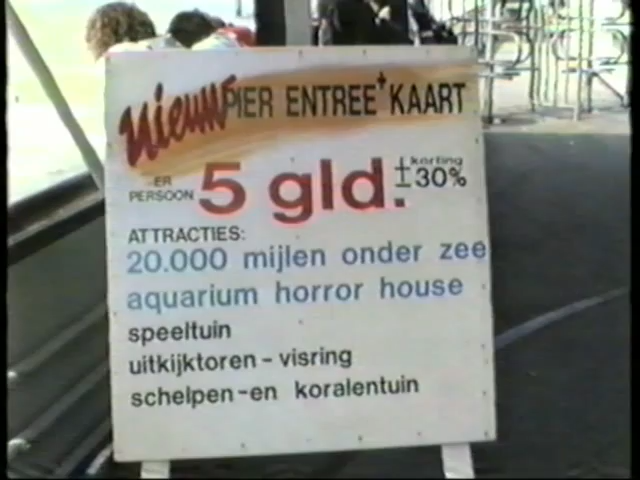 Nieuw PIER ENTREE + KAART
ER PERSOON 5 gld. ± korting 30%
ATTRACTIES:
20.000 mijlen onder zee
aquarium horror house
speeltuin
uitkijktoren - visring
schelpen - en koralentuin